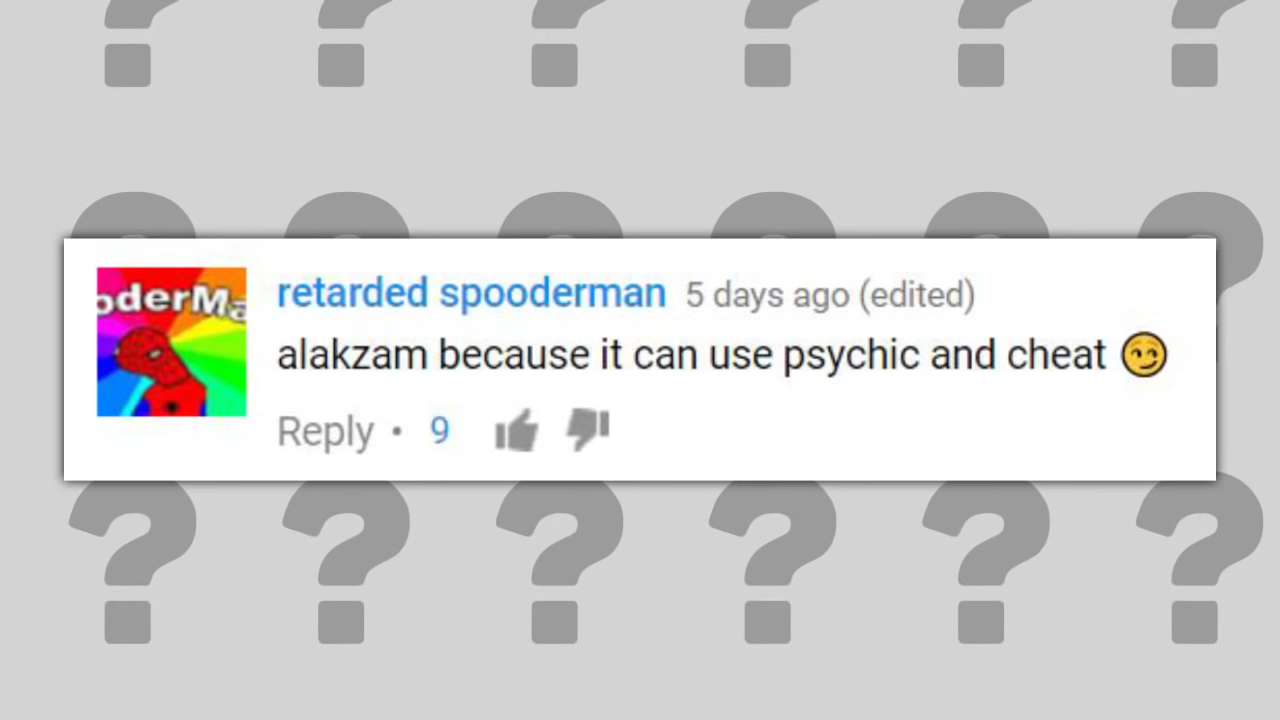 oderMa
retarded spooderman 5 days ago (edited)
alakzam because it can use psychic and cheat 😏
Reply • 9